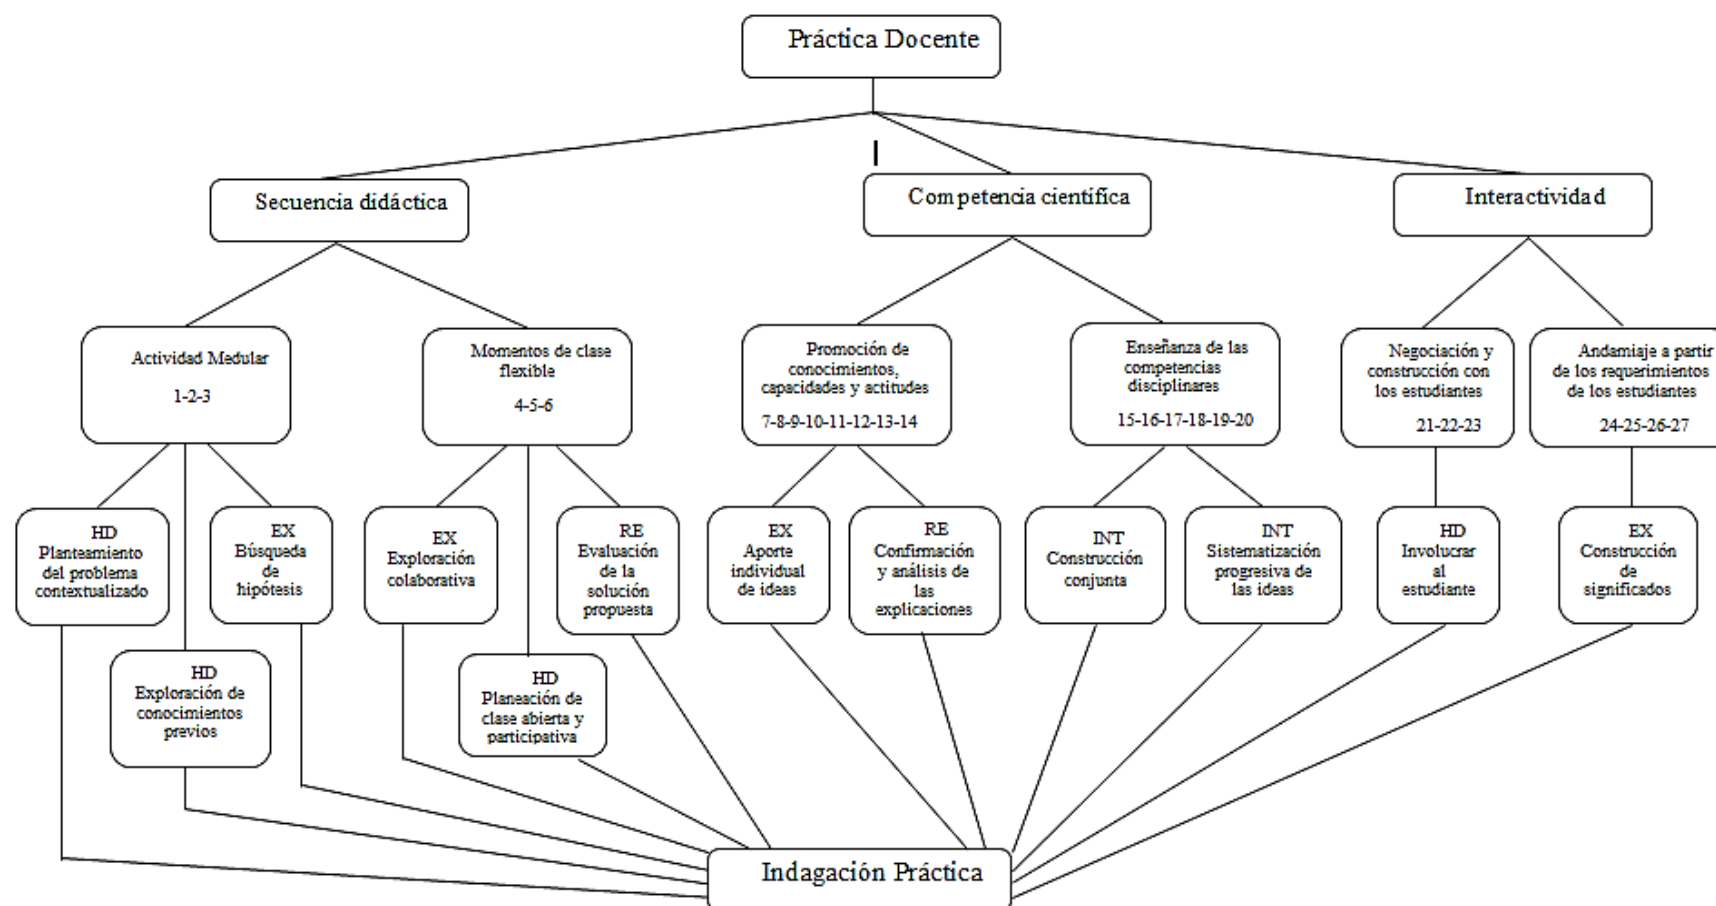 Práctica Docente
Secuencia didáctica
Competencia científica
Interactividad
Actividad Medular
1-2-3
Momentos de clase
flexible
4-5-6
Promoción de
conocimientos,
capacidades y actitudes
7-8-9-10-11-12-13-14
Enseñanza de las
competencias
disciplinares
15-16-17-18-19-20
Negociación y
construcción con
los estudiantes
21-22-23
Andamiaje a partir
de los requerimientos
de los estudiantes
24-25-26-27
HD
Planteamiento
del problema
contextualizado
HD
Exploración de
conocimientos
previos
EX
Búsqueda
de
hipótesis
EX
Exploración
colaborativa
HD
Planeación de
clase abierta y
participativa
RE
Evaluación
de la
solución
propuesta
EX
Aporte
individual
de ideas
RE
Confirmación
y análisis de
las
explicaciones
INT
Construcción
conjunta
INT
Sistematización
progresiva de
las ideas
HD
Involucrar
al
estudiante
EX
Construcción
de
significados
Indagación Práctica